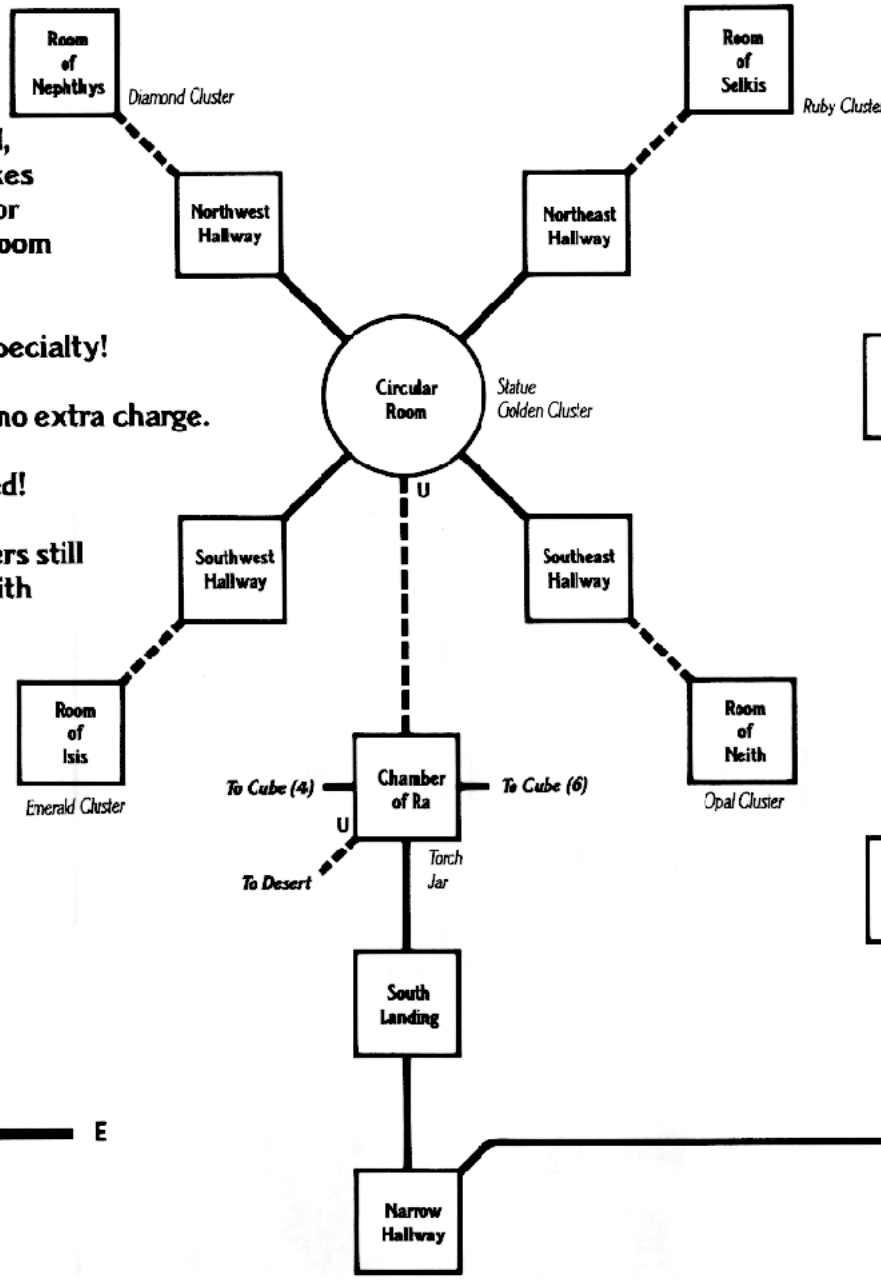 Room
of
Nephthys
Diamond Cluster
Room
of
Selkis
Ruby Cluster
kes
or
oom
Northwest
Hallway
Northeast
Hallway
pecialty!
no extra charge.
ed!
ers still
ith
Circular
Room
Statue
Golden Cluster
U
Southwest
Hallway
Southeast
Hallway
Room
of
Isis
Emerald Cluster
Room
of
Neith
Opal Cluster
To Cube (4)
Chamber
of Ra
To Cube (6)
U
To Desert
Torch
Jar
South
Landing
E
Narrow
Hallway